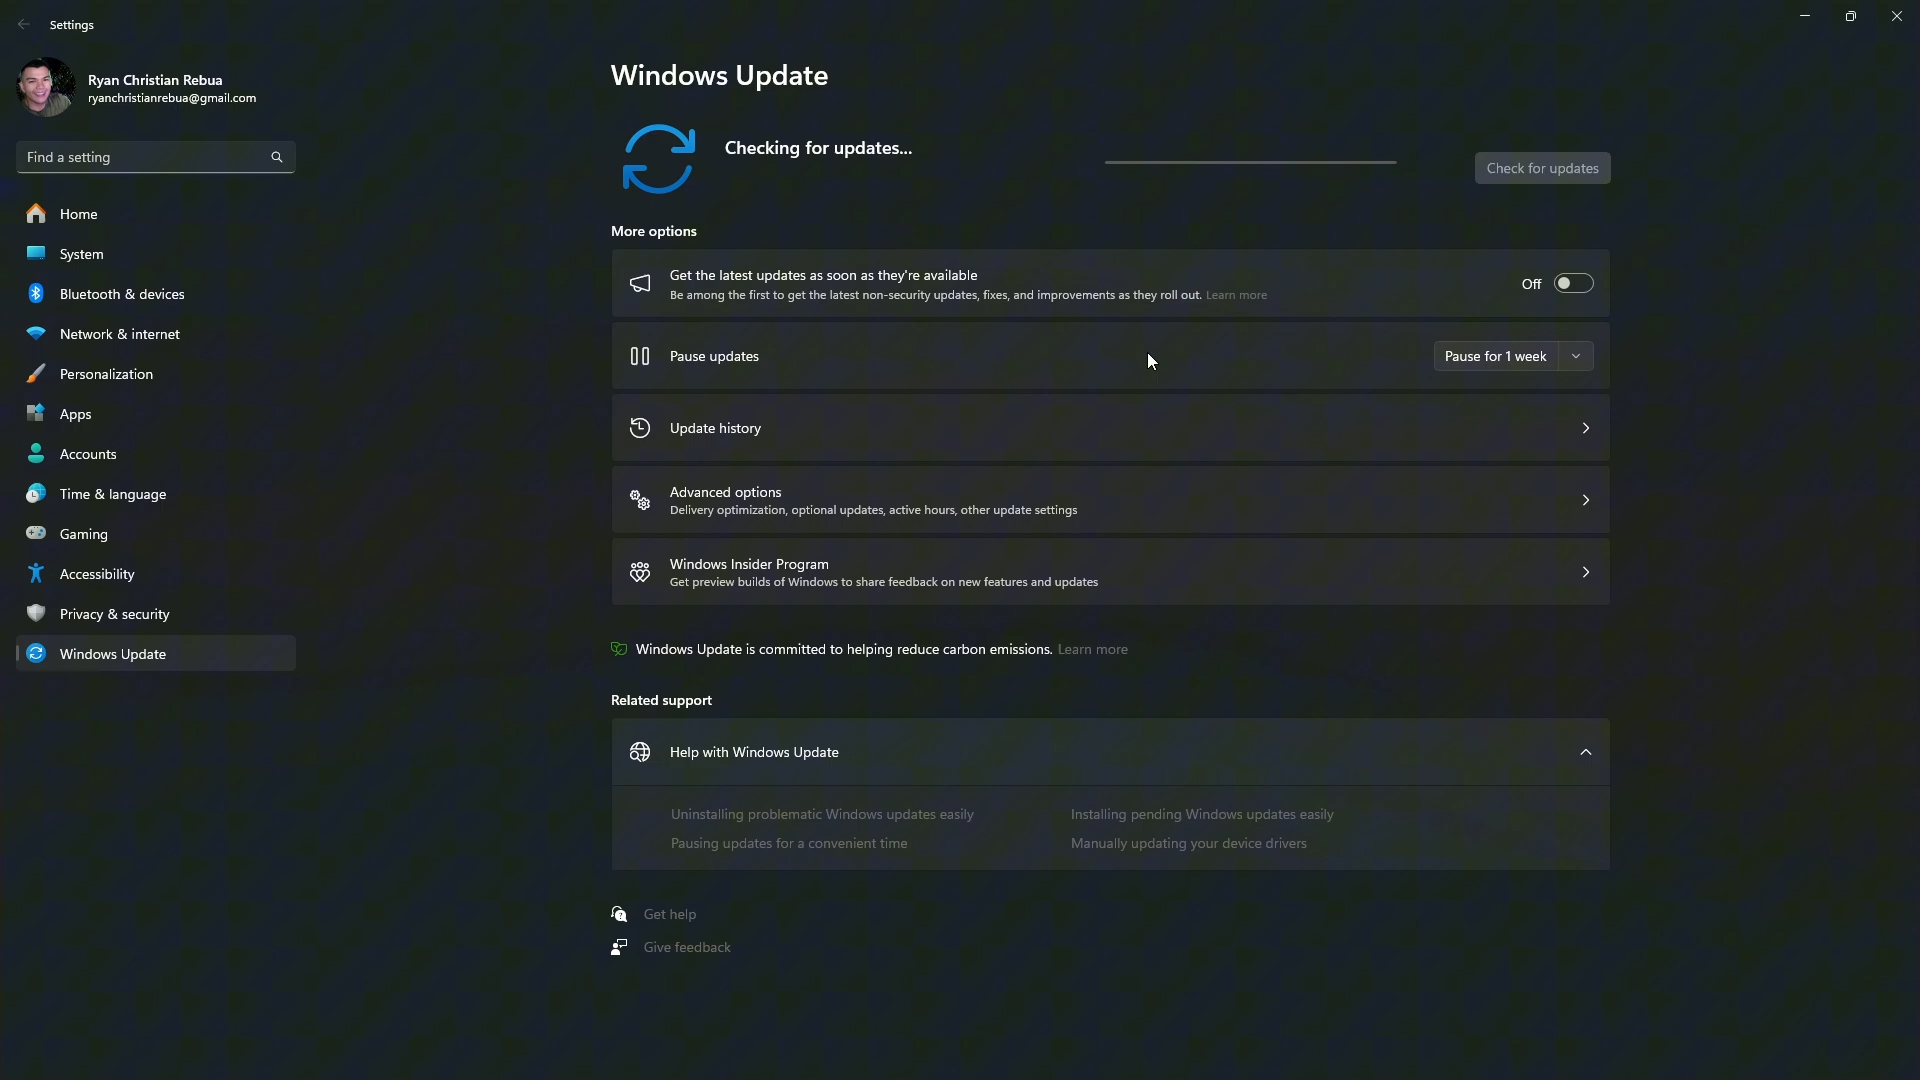 Settings
Ryan Christian Rebua
ryanchristianrebua@gmail.com
Find a setting
Home
System
Bluetooth & devices
Network & internet
Personalization
Apps
Accounts
Time & language
Gaming
Accessibility
Privacy & security
Windows Update
Windows Update
Checking for updates...
Check for updates
More options
Get the latest updates as soon as they're available
Be among the first to get the latest non-security updates, fixes, and improvements as they roll out. Learn more
Off
Pause updates
Pause for 1 week
Update history
Advanced options
Delivery optimization, optional updates, active hours, other update settings
Windows Insider Program
Get preview builds of Windows to share feedback on new features and updates
Windows Update is committed to helping reduce carbon emissions. Learn more
Related support
Help with Windows Update
Uninstalling problematic Windows updates easily
Installing pending Windows updates easily
Pausing updates for a convenient time
Manually updating your device drivers
Get help
Give feedback